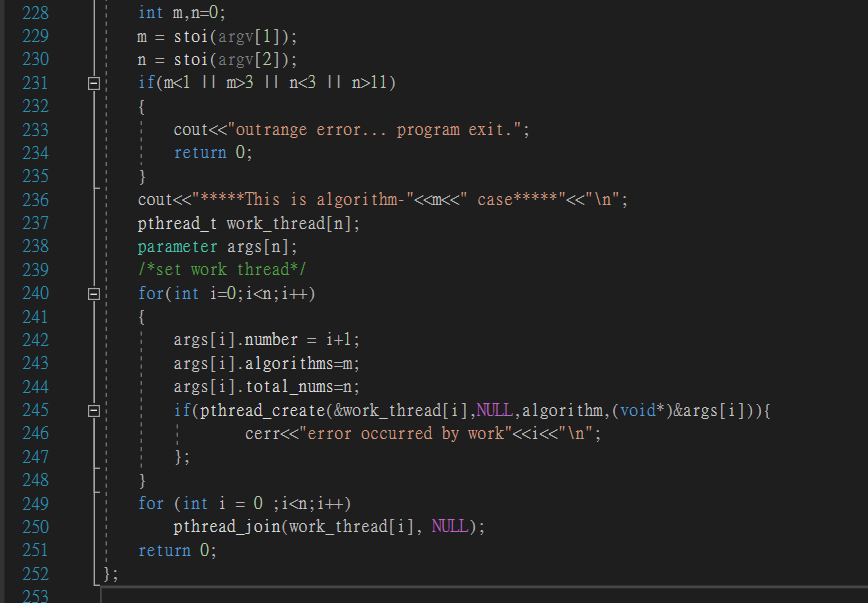 228 int m,n=0;
229 m = stoi(argv[1]);
230 n = stoi(argv[2]);
231 if(m<1 || m>3 || n<3 || n>11)
232 {
233 cout<<"outrange error... program exit.";
234 return 0;
235 }
236 cout<<"*****This is algorithm-"<<m<<" case*****"<<"\n";
237 pthread_t work_thread[n];
238 parameter args[n];
239 /*set work thread*/
240 for(int i=0;i<n;i++)
241 {
242 args[i].number = i+1;
243 args[i].algorithms=m;
244 args[i].total_nums=n;
245 if(pthread_create(&work_thread[i],NULL,algorithm,(void*)&args[i])){
246 cerr<<"error occurred by work"<<i<<"\n";
247 };
248 }
249 for (int i = 0 ;i<n;i++)
250 pthread_join(work_thread[i], NULL);
251 return 0;
252 };
253